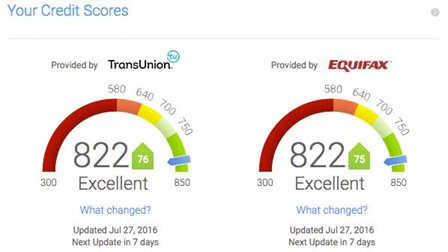 Your Credit Scores
Provided by TransUnion tu
580
640
700
750
822 76
300
850
Excellent
What changed?
Updated Jul 27, 2016
Next Update in 7 days
Provided by EQUIFAX
580
640
700
750
822 75
300
850
Excellent
What changed?
Updated Jul 27, 2016
Next Update in 7 days